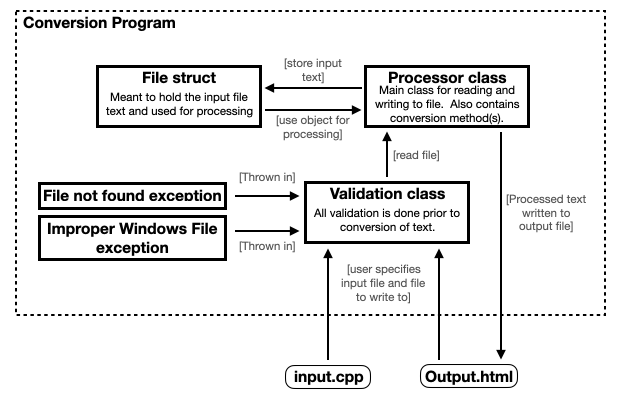 Conversion Program
File struct
Meant to hold the input file
text and used for processing
[store input
text]
[use object for
processing]
Processor class
Main class for reading and
writing to file.  Also contains
conversion method(s).
[read file]
File not found exception
[Thrown in]
Improper Windows File
exception
[Thrown in]
Validation class
All validation is done prior to
conversion of text.
[Processed text
written to
output file]
[user specifies
input file and file
to write to]
input.cpp
Output.html